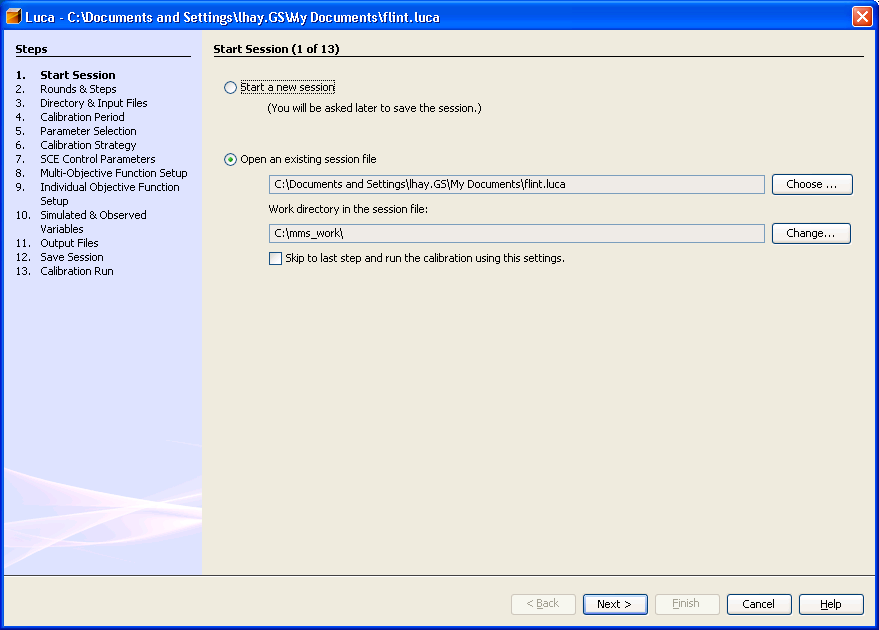 Luca - C:\Documents and Settings\lhay.GS\My Documents\flint.luca
Steps
1. Start Session
2. Rounds & Steps
3. Directory & Input Files
4. Calibration Period
5. Parameter Selection
6. Calibration Strategy
7. SCE Control Parameters
8. Multi-Objective Function Setup
9. Individual Objective Function
Setup
10. Simulated & Observed
Variables
11. Output Files
12. Save Session
13. Calibration Run
Start Session (1 of 13)
Start a new session
(You will be asked later to save the session.)
Open an existing session file
C:\Documents and Settings\lhay.GS\My Documents\flint.luca
Choose ...
Work directory in the session file:
C:\mms_work\
Change...
Skip to last step and run the calibration using this settings.
< Back
Next >
Finish
Cancel
Help